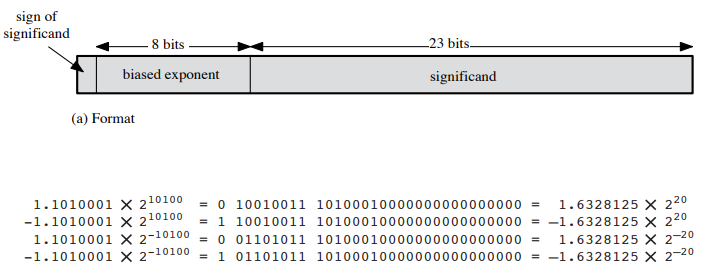 sign of
significand
8 bits
23 bits
biased exponent
significand
(a) Format
1.1010001 × 2^10100 = 0 10010011 10100010000000000000000 = 1.6328125 × 2^20
–1.1010001 × 2^10100 = 1 10010011 10100010000000000000000 = –1.6328125 × 2^20
1.1010001 × 2^–10100 = 0 01101011 10100010000000000000000 = 1.6328125 × 2^–20
–1.1010001 × 2^–10100 = 1 01101011 10100010000000000000000 = –1.6328125 × 2^–20